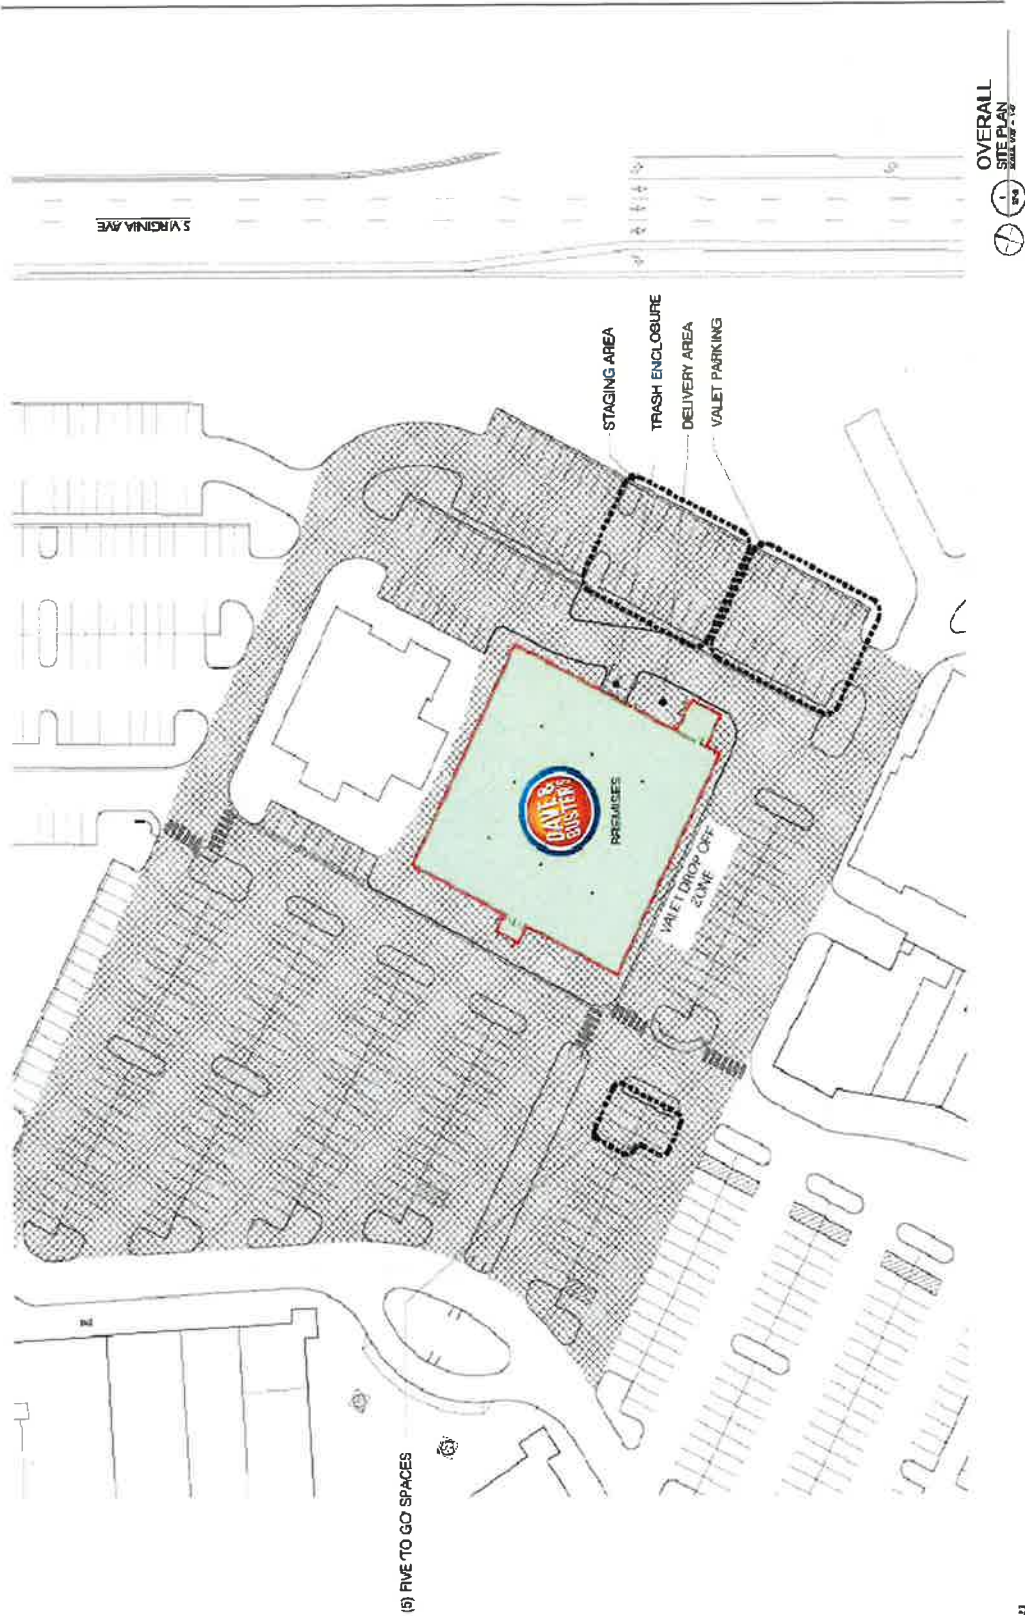 S VIRGINIA AVE
OVERALL
SITE PLAN
STAGING AREA
TRASH ENCLOSURE
DELIVERY AREA
VALET PARKING
DAVE &
BUSTER'S
PREMISES
VALET DROP OFF
ZONE
(5) FIVE 'TO GO' SPACES